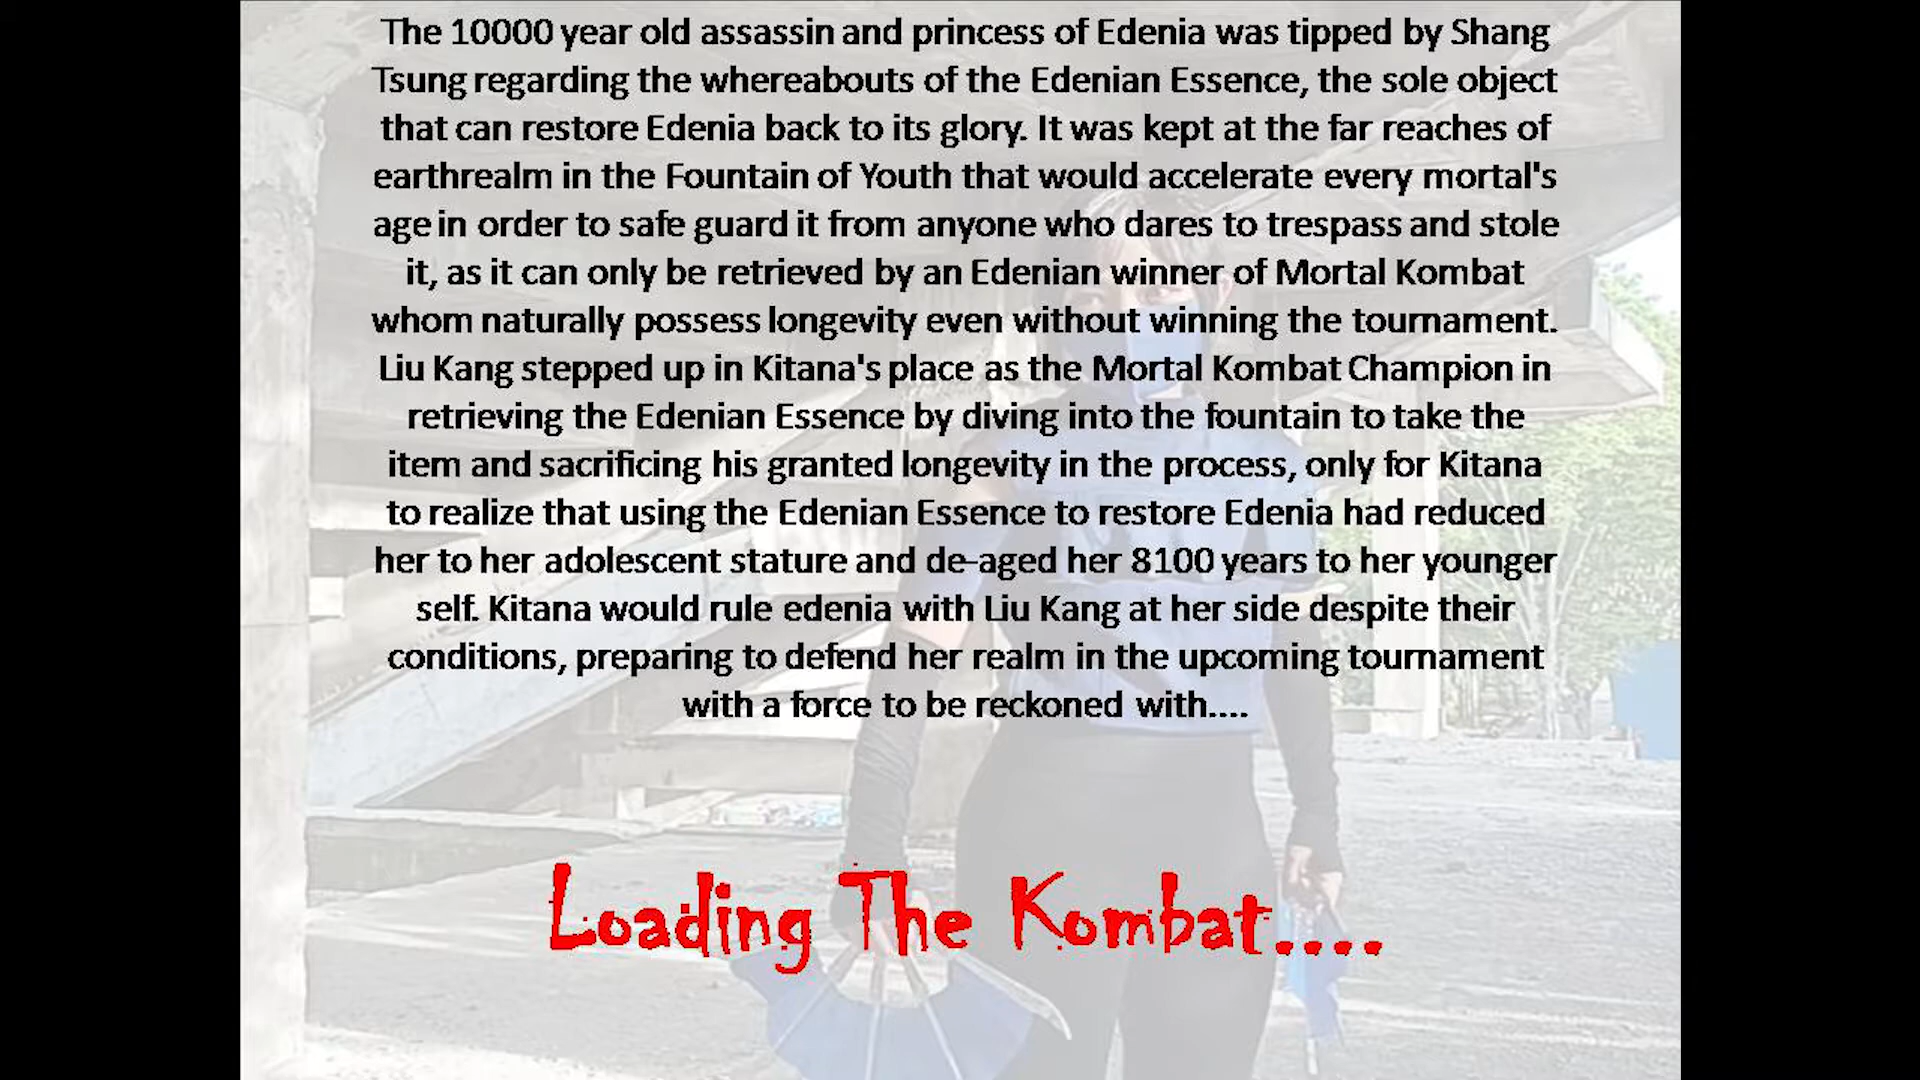 The 10000 year old assassin and princess of Edenia was tipped by Shang
Tsung regarding the whereabouts of the Edenian Essence, the sole object
that can restore Edenia back to its glory. It was kept at the far reaches of
earthrealm in the Fountain of Youth that would accelerate every mortal's
age in order to safe guard it from anyone who dares to trespass and stole
it, as it can only be retrieved by an Edenian winner of Mortal Kombat
whom naturally possess longevity even without winning the tournament.
Liu Kang stepped up in Kitana's place as the Mortal Kombat Champion in
retrieving the Edenian Essence by diving into the fountain to take the
item and sacrificing his granted longevity in the process, only for Kitana
to realize that using the Edenian Essence to restore Edenia had reduced
her to her adolescent stature and de-aged her 8100 years to her younger
self. Kitana would rule edenia with Liu Kang at her side despite their
conditions, preparing to defend her realm in the upcoming tournament
with a force to be reckoned with....
Loading The Kombat....